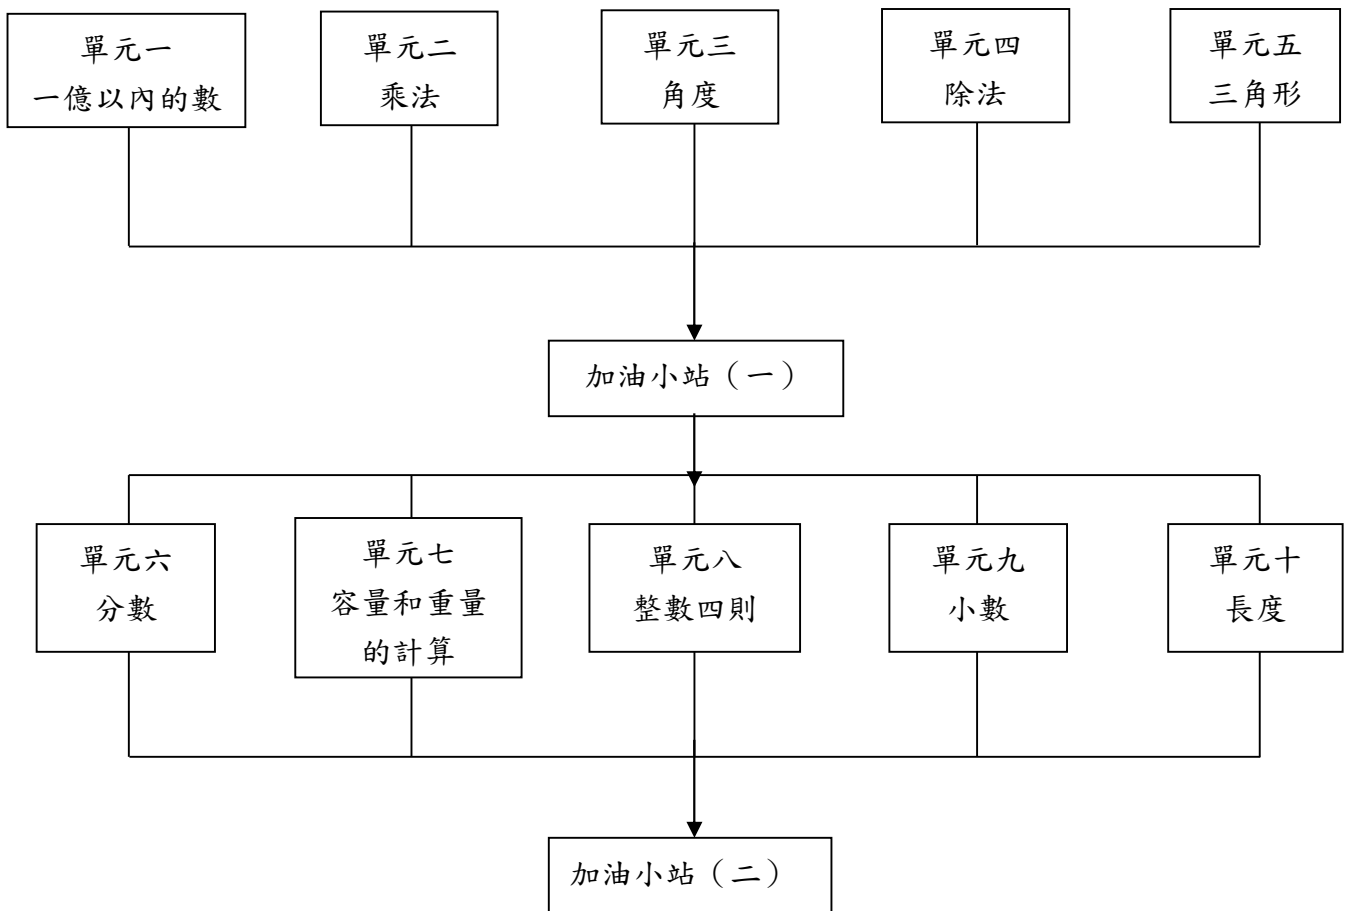 單元一
一億以內的數
單元二
乘法
單元三
角度
單元四
除法
單元五
三角形
加油小站（一）
單元六
分數
單元七
容量和重量
的計算
單元八
整數四則
單元九
小數
單元十
長度
加油小站（二）